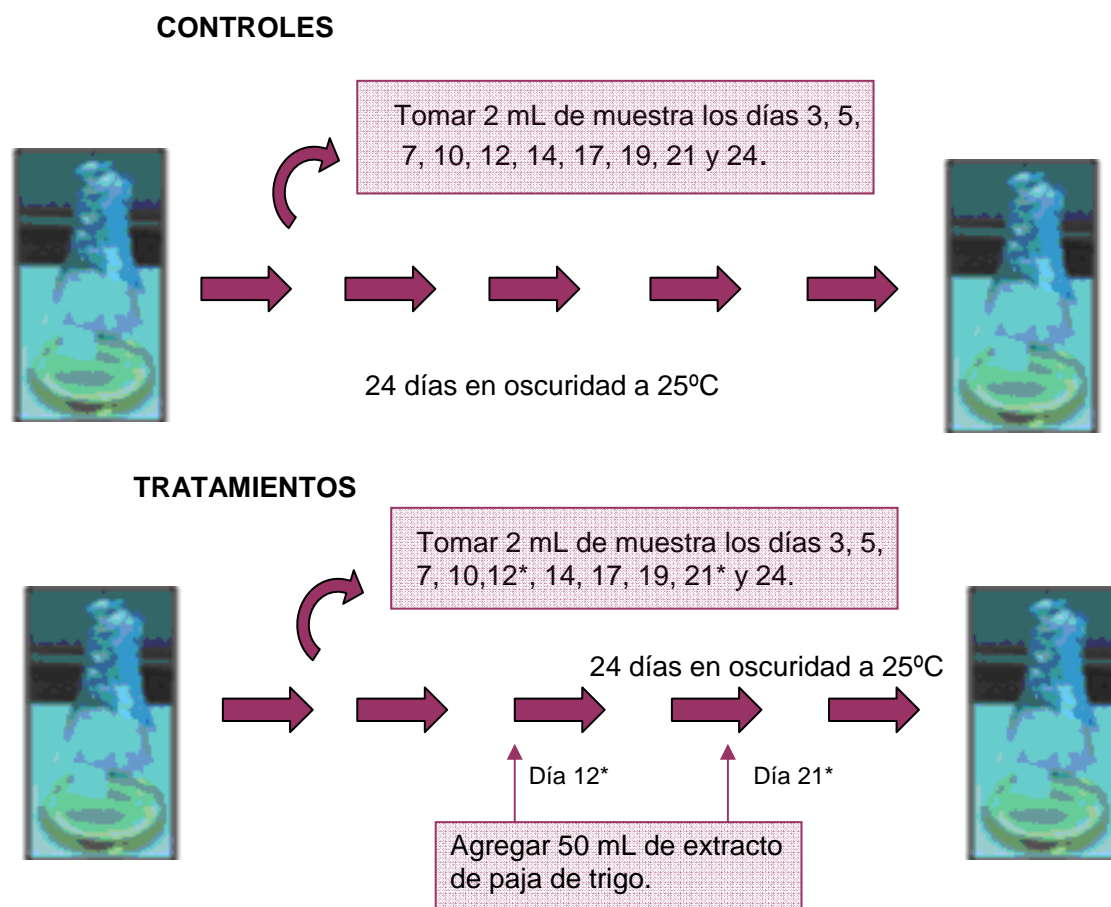 CONTROLES
Tomar 2 mL de muestra los días 3, 5,
7, 10, 12, 14, 17, 19, 21 y 24.
24 días en oscuridad a 25ºC
TRATAMIENTOS
Tomar 2 mL de muestra los días 3, 5,
7, 10,12*, 14, 17, 19, 21* y 24.
24 días en oscuridad a 25ºC
Día 12*
Día 21*
Agregar 50 mL de extracto
de paja de trigo.